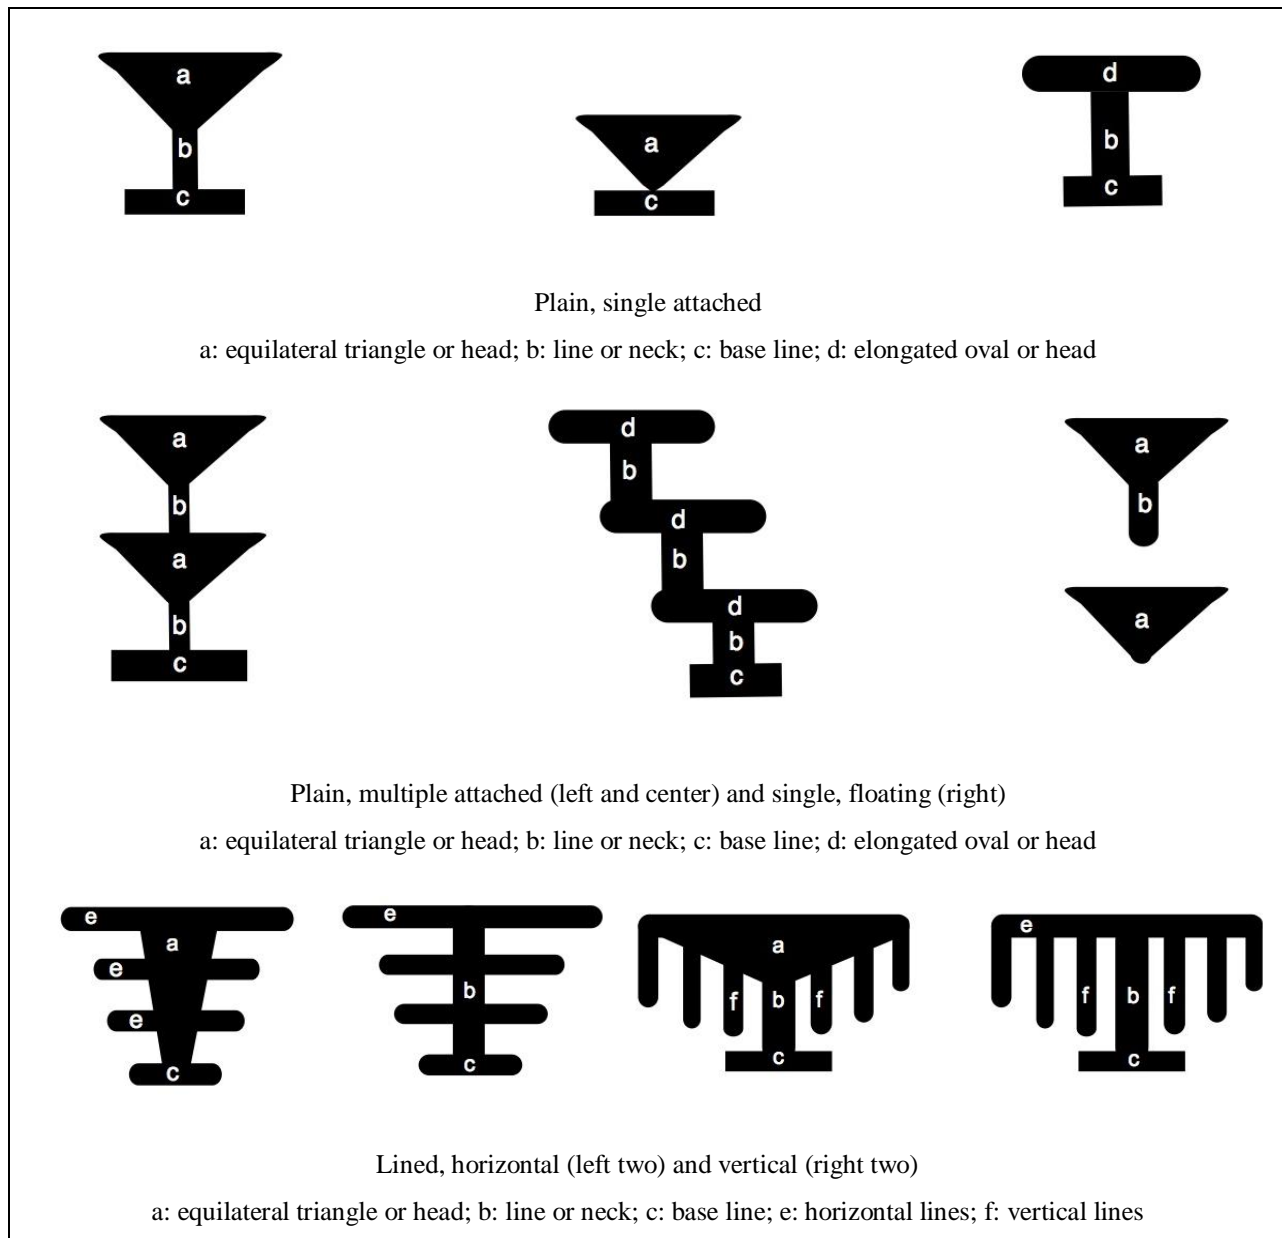 a a d
b a b
b
c c c
Plain, single attached
a: equilateral triangle or head; b: line or neck; c: base line; d: elongated oval or head
a d a
b b
b d
a b a
b d
b
c c
Plain, multiple attached (left and center) and single, floating (right)
a: equilateral triangle or head; b: line or neck; c: base line; d: elongated oval or head
e e a e
a
e b f b f f b f
e
c c c c
Lined, horizontal (left two) and vertical (right two)
a: equilateral triangle or head; b: line or neck; c: base line; e: horizontal lines; f: vertical lines